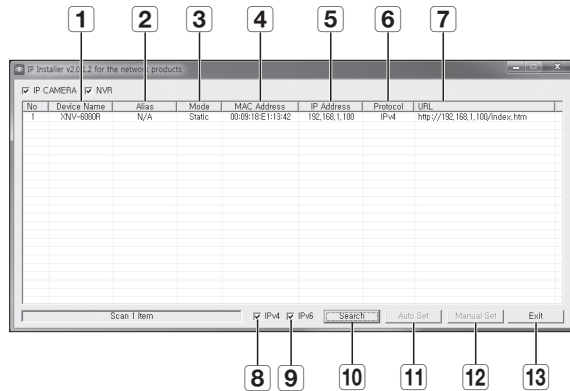 1 2 3 4 5 6 7
IP Installer v2.0.1.2 for the network products
IP CAMERA NVR
No Device Name Alias Mode MAC Address IP Address Protocol URL
1 XNV-6080R N/A Static 00:09:18:E1:13:42 192,168,1,100 IPv4 http://192,168,1,100/index,htm
Scan 1 Item IPv4 IPv6 Search Auto Set Manual Set Exit
8 9 10 11 12 13